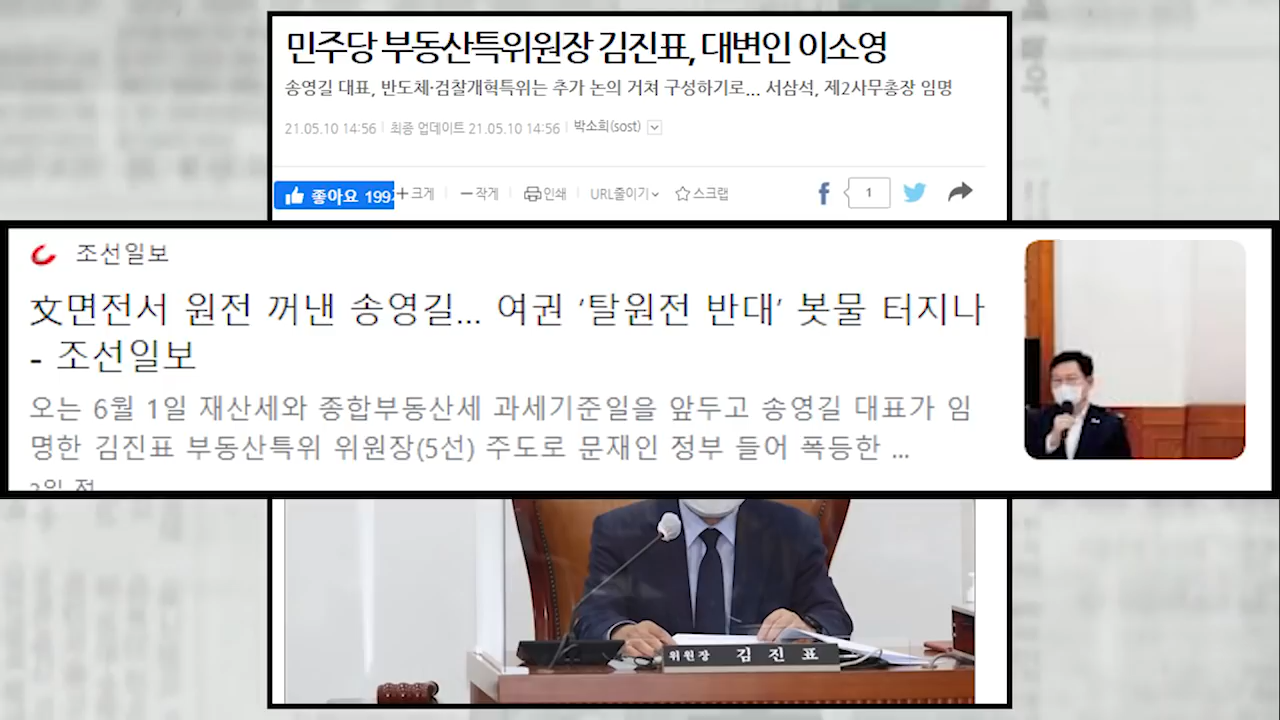 민주당 부동산특위원장 김진표, 대변인 이소영
송영길 대표, 반도체·검찰개혁특위는 추가 논의 거쳐 구성하기로... 서삼석, 제2사무총장 임명
21.05.10 14:56 | 최종 업데이트 21.05.10 14:56 | 박소희(sost)
좋아요 199 + 크게 - 작게 인쇄 URL줄이기 스크랩 1
조선일보
文면전서 원전 꺼낸 송영길... 여권 '탈원전 반대' 봇물 터지나
- 조선일보
오는 6월 1일 재산세와 종합부동산세 과세기준일을 앞두고 송영길 대표가 임
명한 김진표 부동산특위 위원장(5선) 주도로 문재인 정부 들어 폭등한 ...
위원장 김 진 표